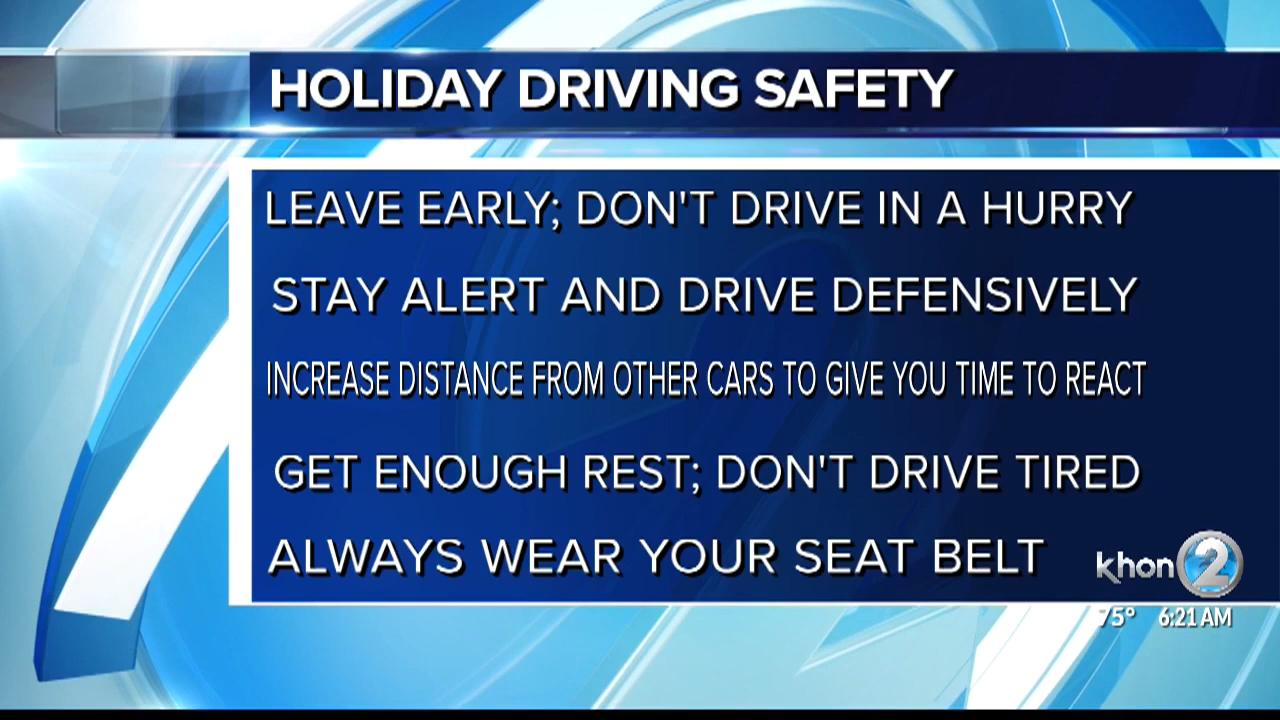 HOLIDAY DRIVING SAFETY
LEAVE EARLY; DON'T DRIVE IN A HURRY
STAY ALERT AND DRIVE DEFENSIVELY
INCREASE DISTANCE FROM OTHER CARS TO GIVE YOU TIME TO REACT
GET ENOUGH REST; DON'T DRIVE TIRED
ALWAYS WEAR YOUR SEAT BELT
khon 2
75° 6:21 AM